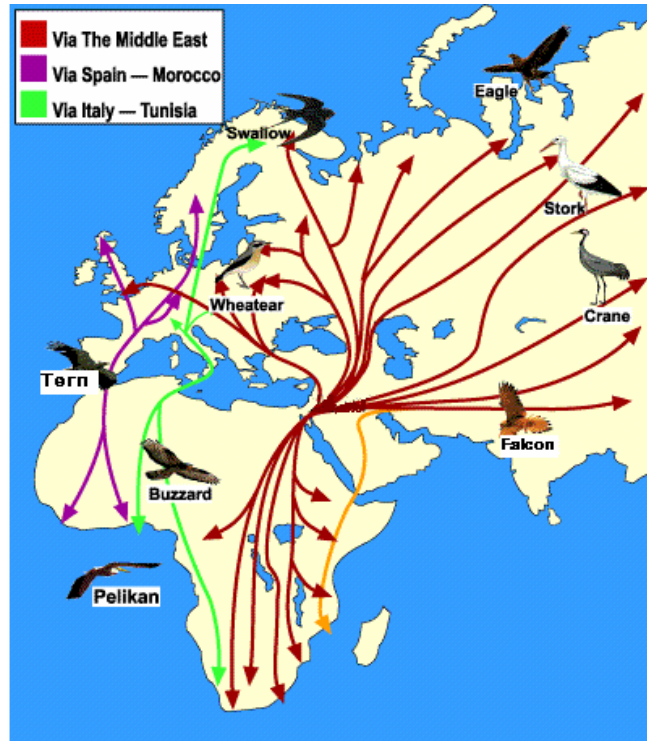 Via The Middle East
Via Spain — Morocco
Via Italy — Tunisia
Eagle
Swallow
Stork
Wheatear
Crane
Tern
Falcon
Buzzard
Pelikan